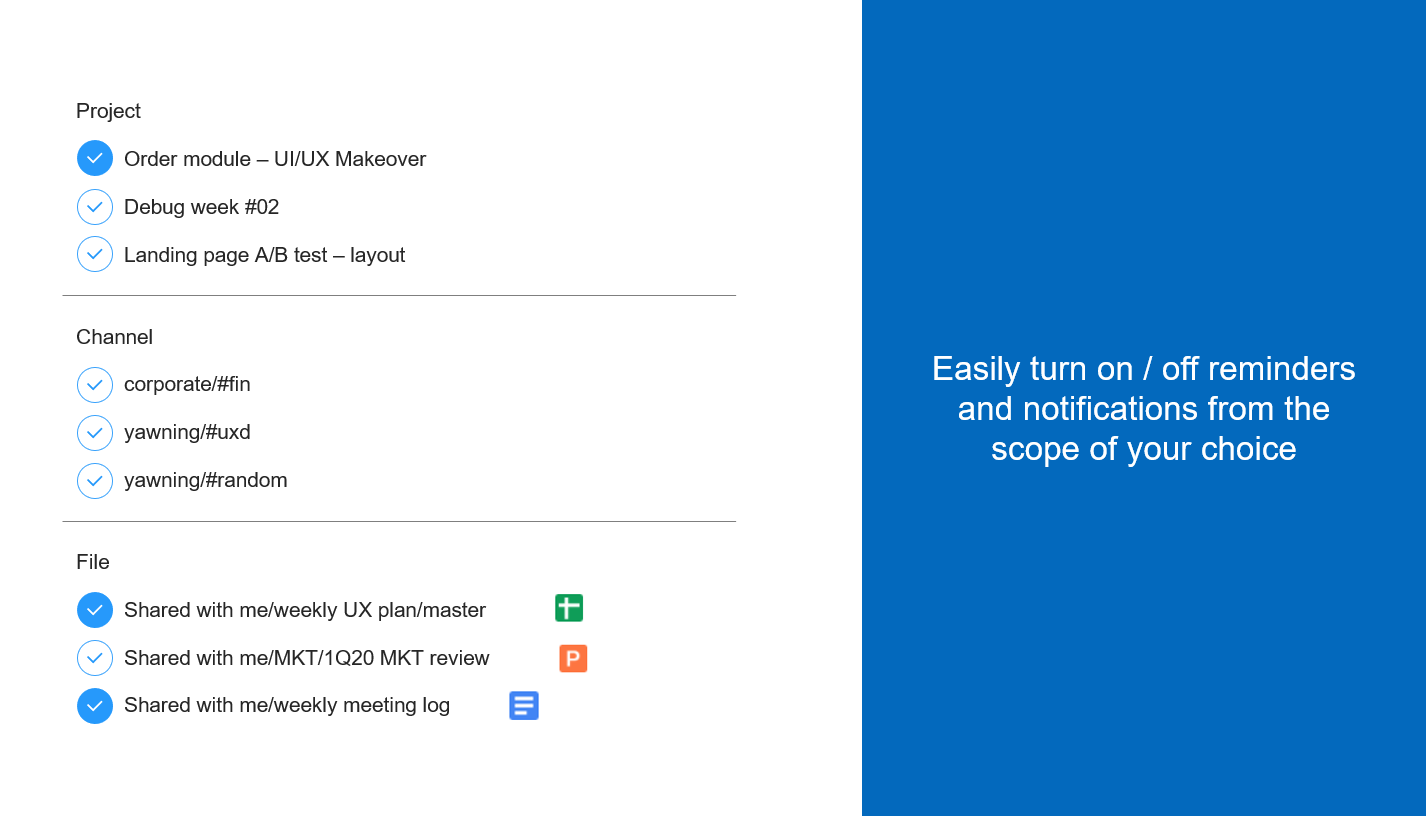 Project
Order module – UI/UX Makeover
Debug week #02
Landing page A/B test – layout
Channel
corporate/#fin
yawning/#uxd
yawning/#random
File
Shared with me/weekly UX plan/master
Shared with me/MKT/1Q20 MKT review
P
Shared with me/weekly meeting log
Easily turn on / off reminders
and notifications from the
scope of your choice